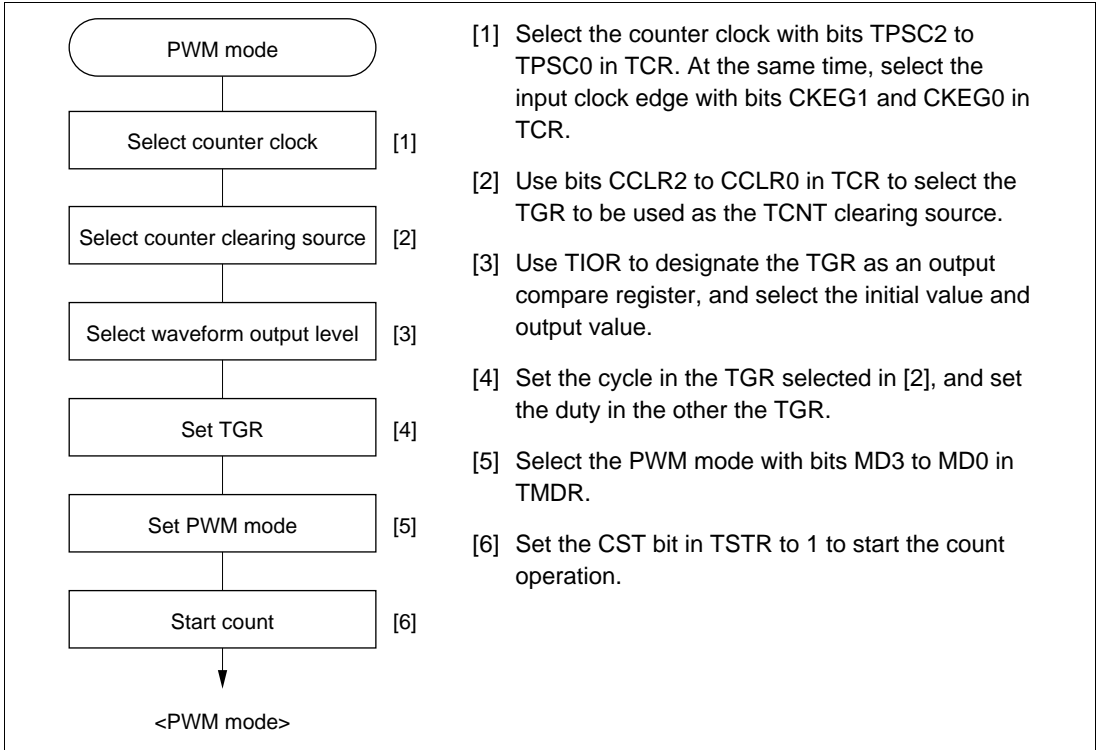 PWM mode
Select counter clock [1]
Select counter clearing source [2]
Select waveform output level [3]
Set TGR [4]
Set PWM mode [5]
Start count [6]
<PWM mode>
[1] Select the counter clock with bits TPSC2 to
TPSC0 in TCR. At the same time, select the
input clock edge with bits CKEG1 and CKEG0 in
TCR.
[2] Use bits CCLR2 to CCLR0 in TCR to select the
TGR to be used as the TCNT clearing source.
[3] Use TIOR to designate the TGR as an output
compare register, and select the initial value and
output value.
[4] Set the cycle in the TGR selected in [2], and set
the duty in the other the TGR.
[5] Select the PWM mode with bits MD3 to MD0 in
TMDR.
[6] Set the CST bit in TSTR to 1 to start the count
operation.